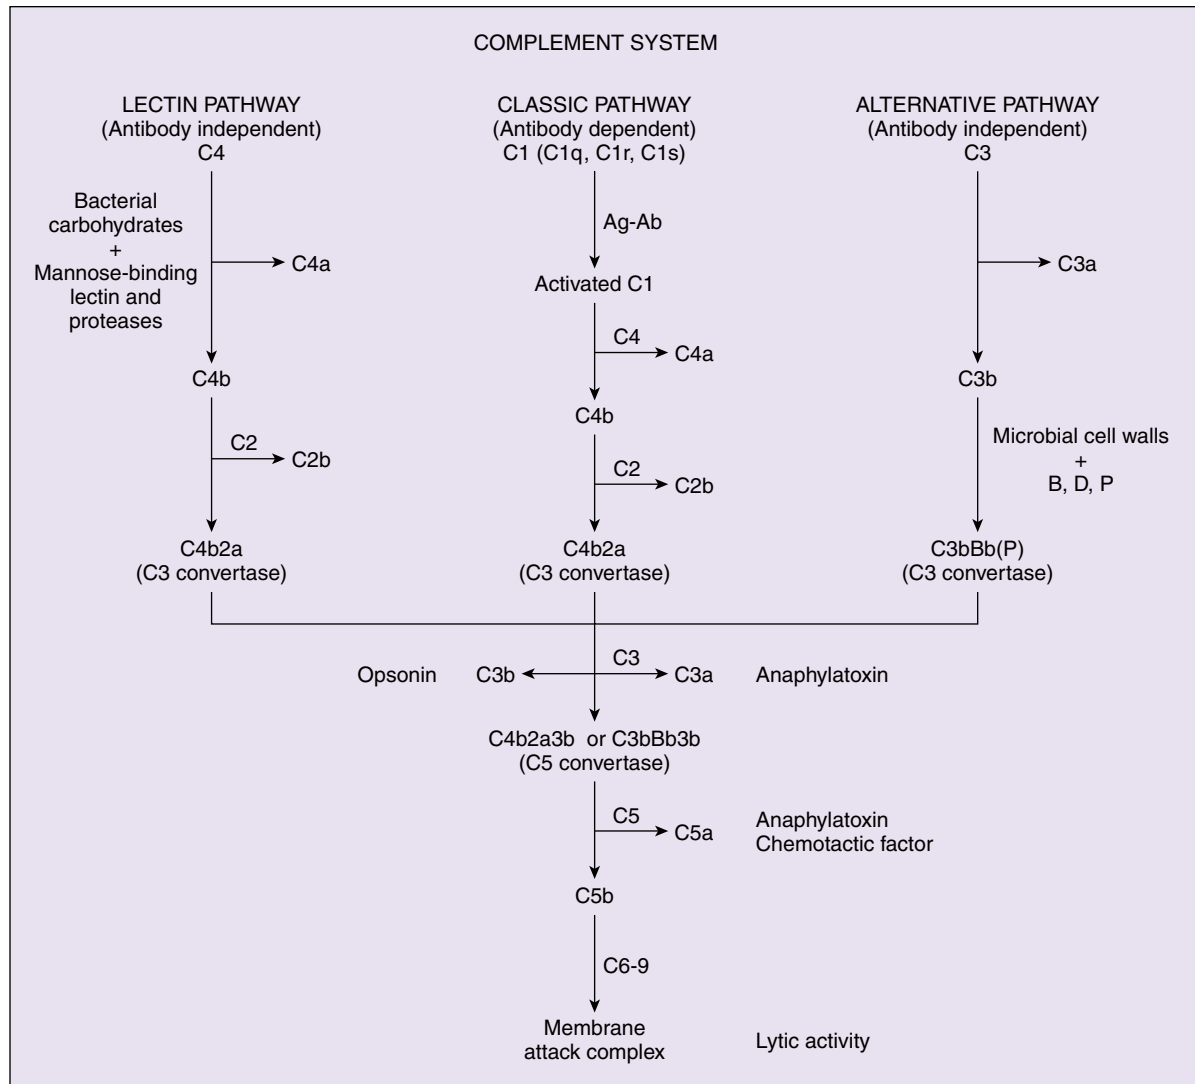 COMPLEMENT SYSTEM
LECTIN PATHWAY
(Antibody independent)
C4
Bacterial
carbohydrates
+
Mannose-binding
lectin and
proteases
C4a
C4b
C2
C2b
C4b2a
(C3 convertase)
CLASSIC PATHWAY
(Antibody dependent)
C1 (C1q, C1r, C1s)
Ag-Ab
Activated C1
C4
C4a
C4b
C2
C2b
C4b2a
(C3 convertase)
ALTERNATIVE PATHWAY
(Antibody independent)
C3
C3a
C3b
Microbial cell walls
+
B, D, P
C3bBb(P)
(C3 convertase)
C3
Opsonin C3b C3a Anaphylatoxin
C4b2a3b or C3bBb3b
(C5 convertase)
C5
C5a
Anaphylatoxin
Chemotactic factor
C5b
C6-9
Membrane
attack complex
Lytic activity